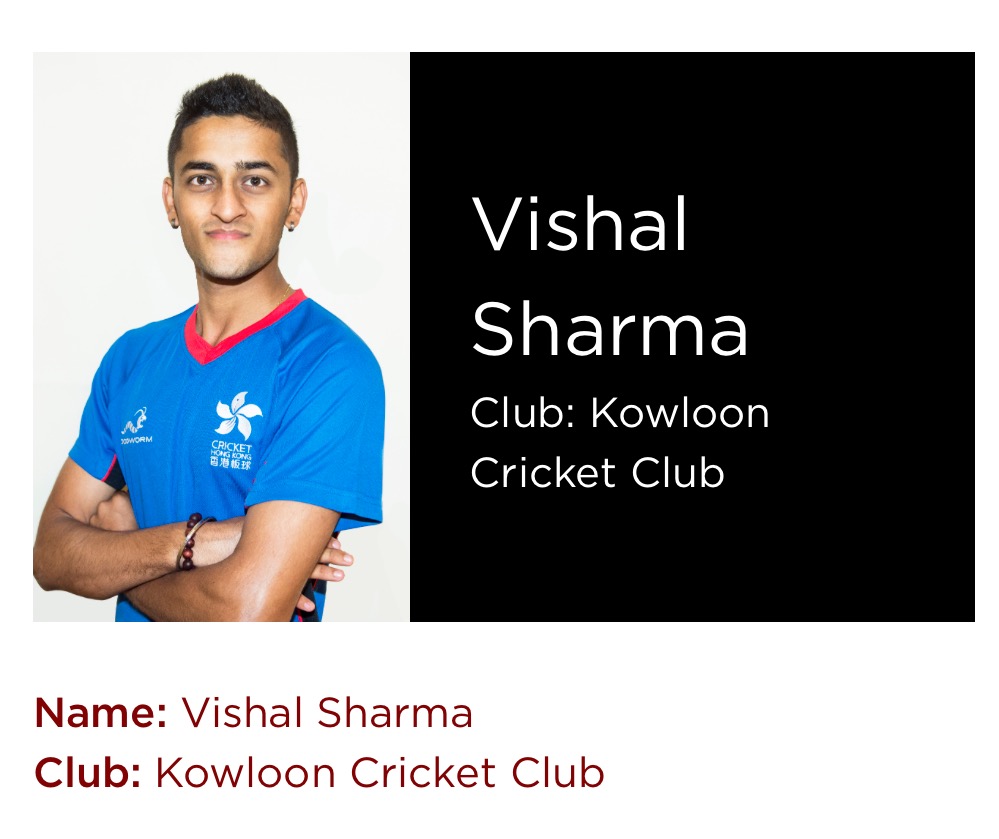 Vishal
Sharma
Club: Kowloon
Cricket Club
CRICKET
HONG KONG
香港板球
Name: Vishal Sharma
Club: Kowloon Cricket Club